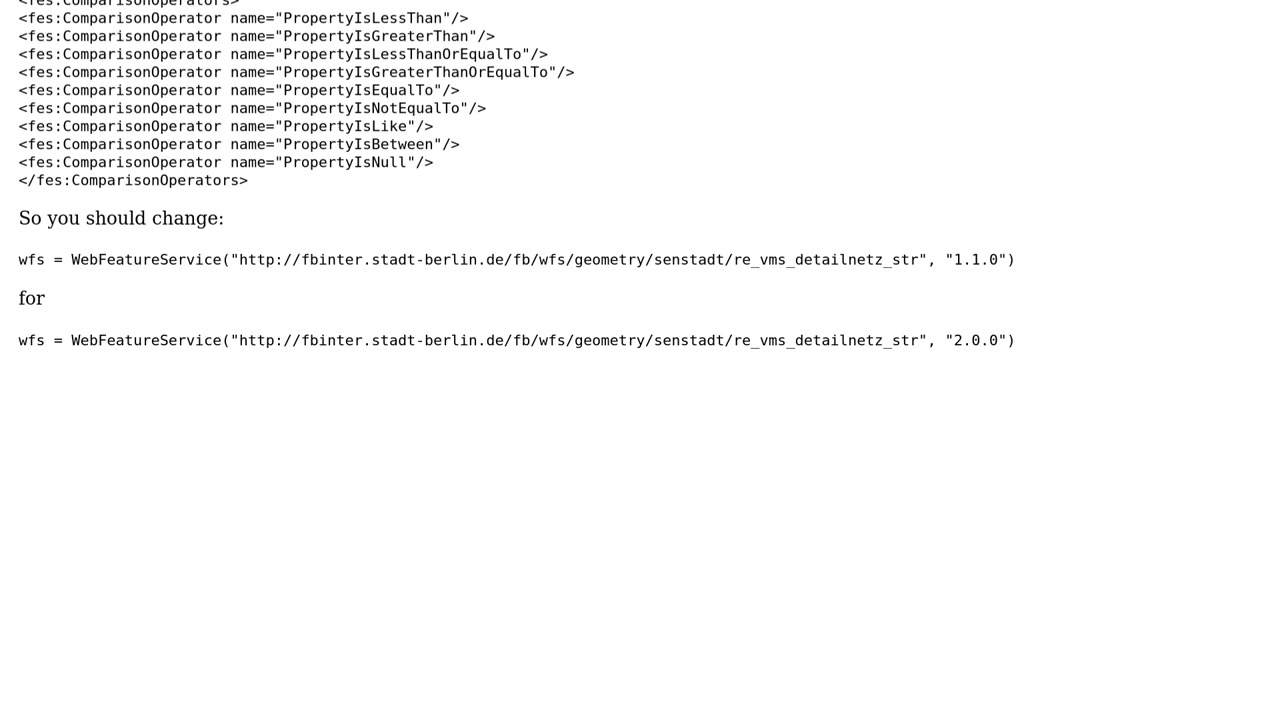 <fes:ComparisonOperators>
<fes:ComparisonOperator name="PropertyIsLessThan"/>
<fes:ComparisonOperator name="PropertyIsGreaterThan"/>
<fes:ComparisonOperator name="PropertyIsLessThanOrEqualTo"/>
<fes:ComparisonOperator name="PropertyIsGreaterThanOrEqualTo"/>
<fes:ComparisonOperator name="PropertyIsEqualTo"/>
<fes:ComparisonOperator name="PropertyIsNotEqualTo"/>
<fes:ComparisonOperator name="PropertyIsLike"/>
<fes:ComparisonOperator name="PropertyIsBetween"/>
<fes:ComparisonOperator name="PropertyIsNull"/>
</fes:ComparisonOperators>
So you should change:
wfs = WebFeatureService("http://fbinter.stadt-berlin.de/fb/wfs/geometry/senstadt/re_vms_detailnetz_str", "1.1.0")
for
wfs = WebFeatureService("http://fbinter.stadt-berlin.de/fb/wfs/geometry/senstadt/re_vms_detailnetz_str", "2.0.0")